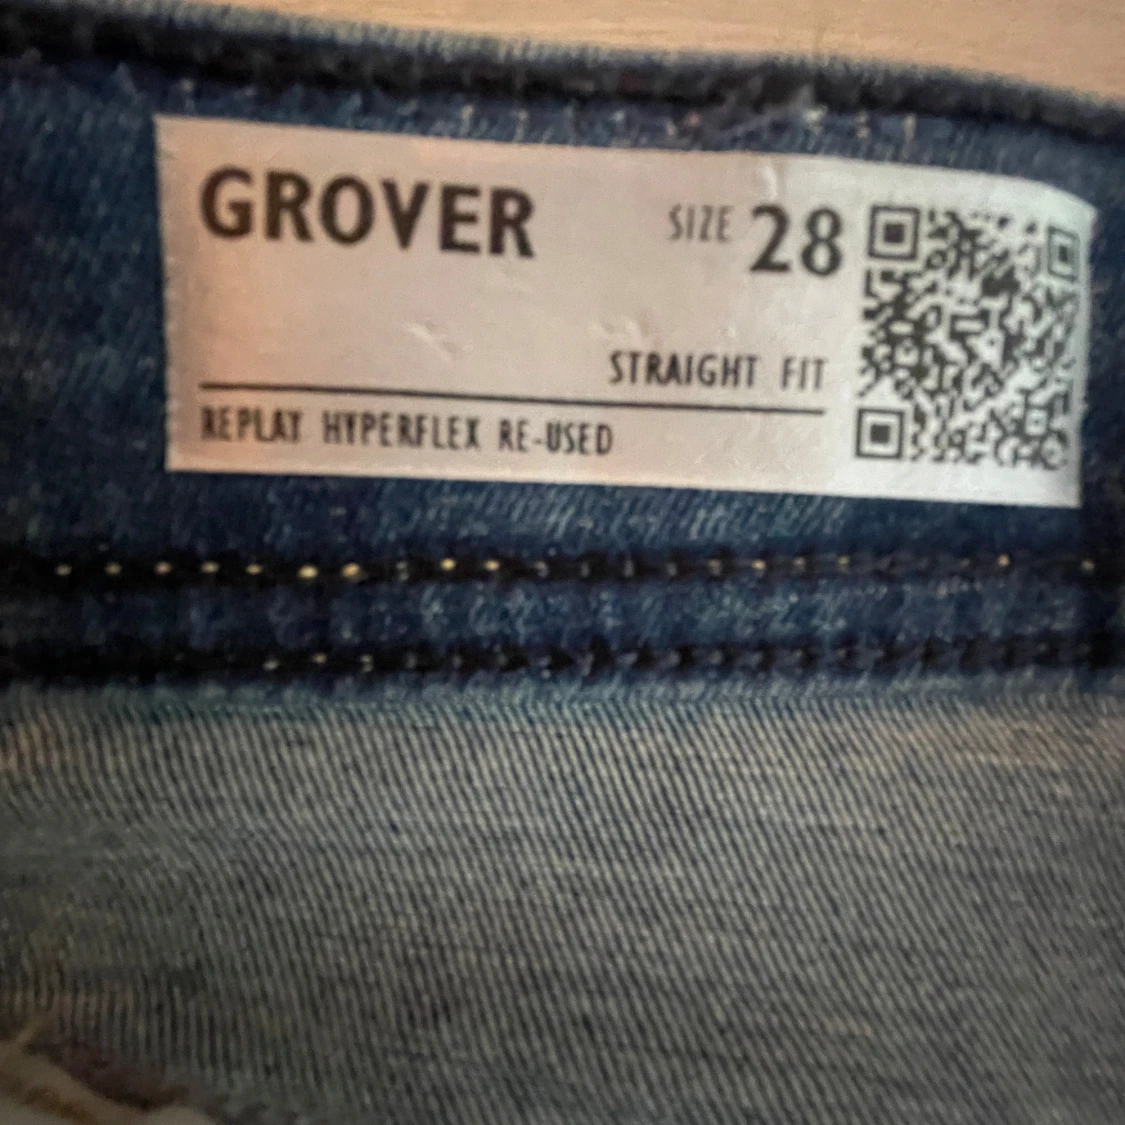 GROVER
SIZE 28
STRAIGHT FIT
REPLAY HYPERFLEX RE-USED